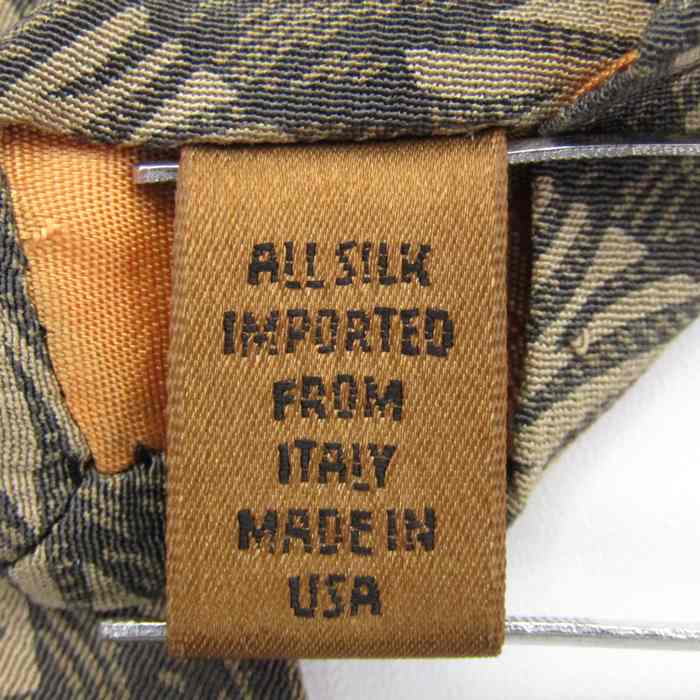 ALL SILK
IMPORTED
FROM
ITALY
MADE IN
USA